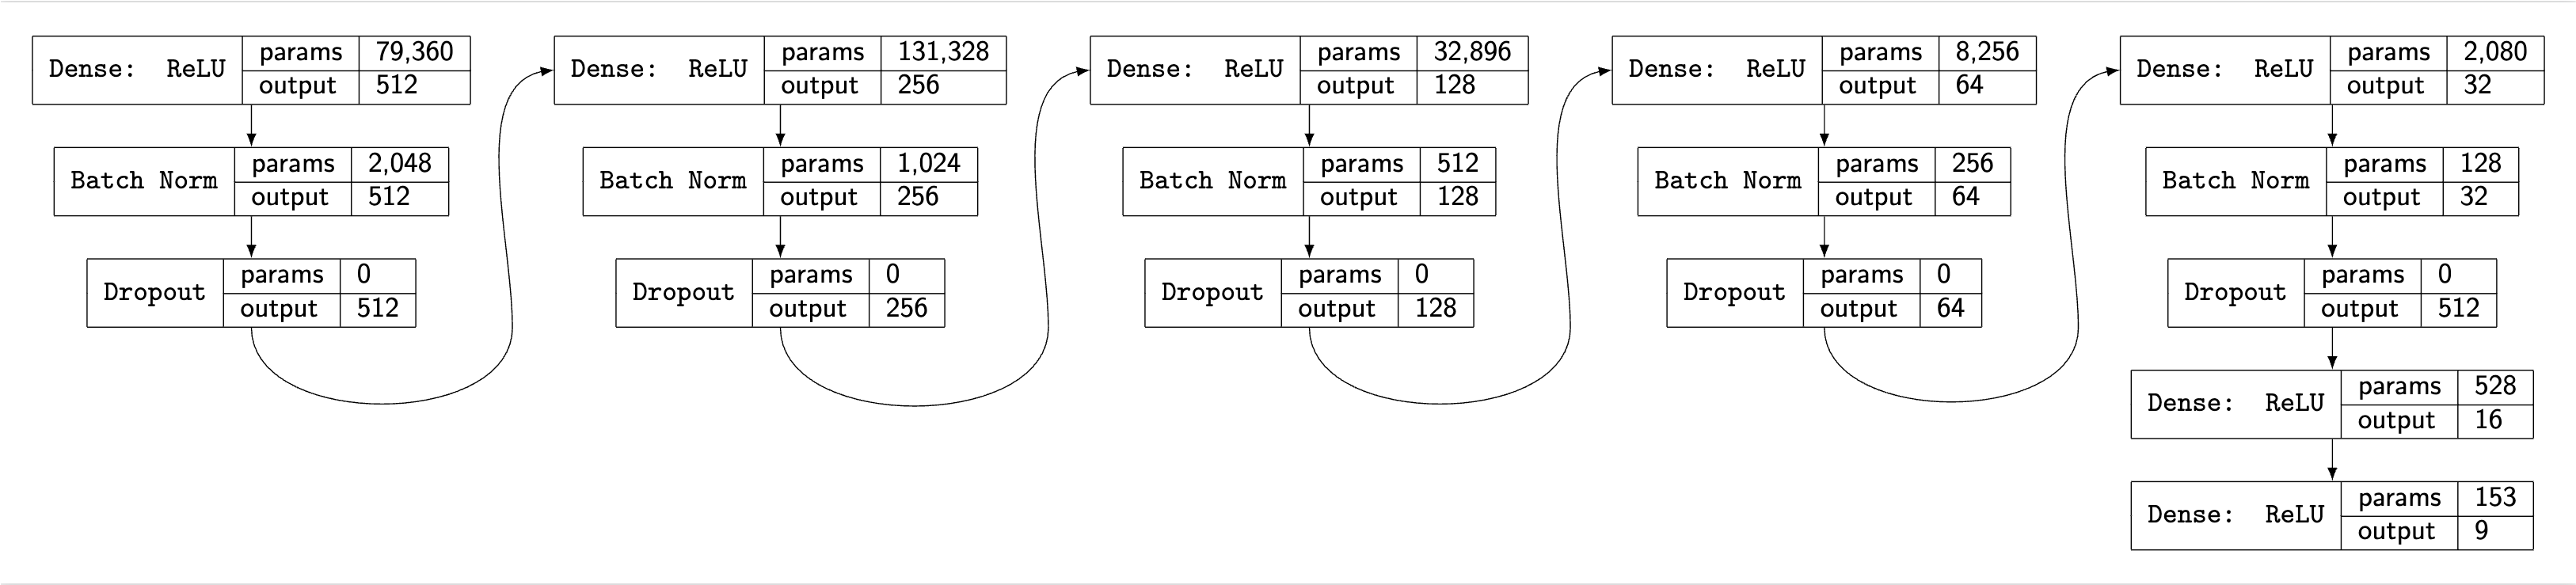 Dense: ReLU
params 79,360
output 512
Batch Norm
params 2,048
output 512
Dropout
params 0
output 512
Dense: ReLU
params 131,328
output 256
Batch Norm
params 1,024
output 256
Dropout
params 0
output 256
Dense: ReLU
params 32,896
output 128
Batch Norm
params 512
output 128
Dropout
params 0
output 128
Dense: ReLU
params 8,256
output 64
Batch Norm
params 256
output 64
Dropout
params 0
output 64
Dense: ReLU
params 2,080
output 32
Batch Norm
params 128
output 32
Dropout
params 0
output 512
Dense: ReLU
params 528
output 16
Dense: ReLU
params 153
output 9